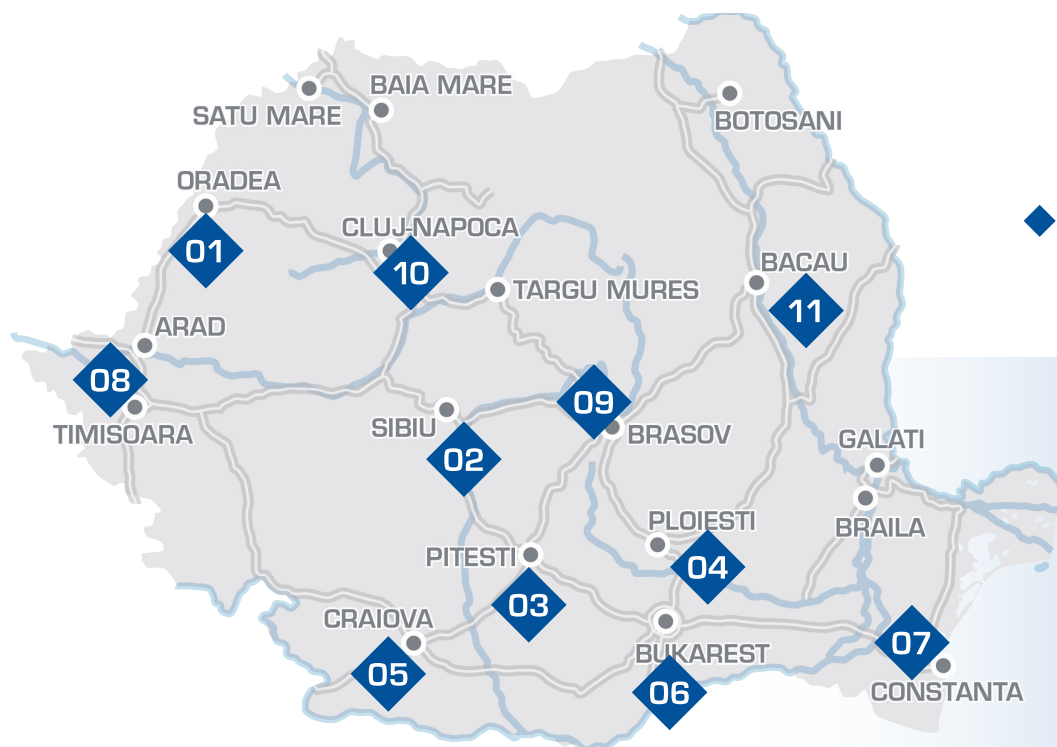 BAIA MARE
SATU MARE
BOTOSANI
ORADEA
01
CLUJ-NAPOCA
10
BACAU
TARGU MURES
11
ARAD
08
TIMISOARA
09
SIBIU
BRASOV
02
GALATI
PLOIESTI
BRAILA
PITESTI
04
03
CRAIOVA
05
BUKAREST
06
07
CONSTANTA